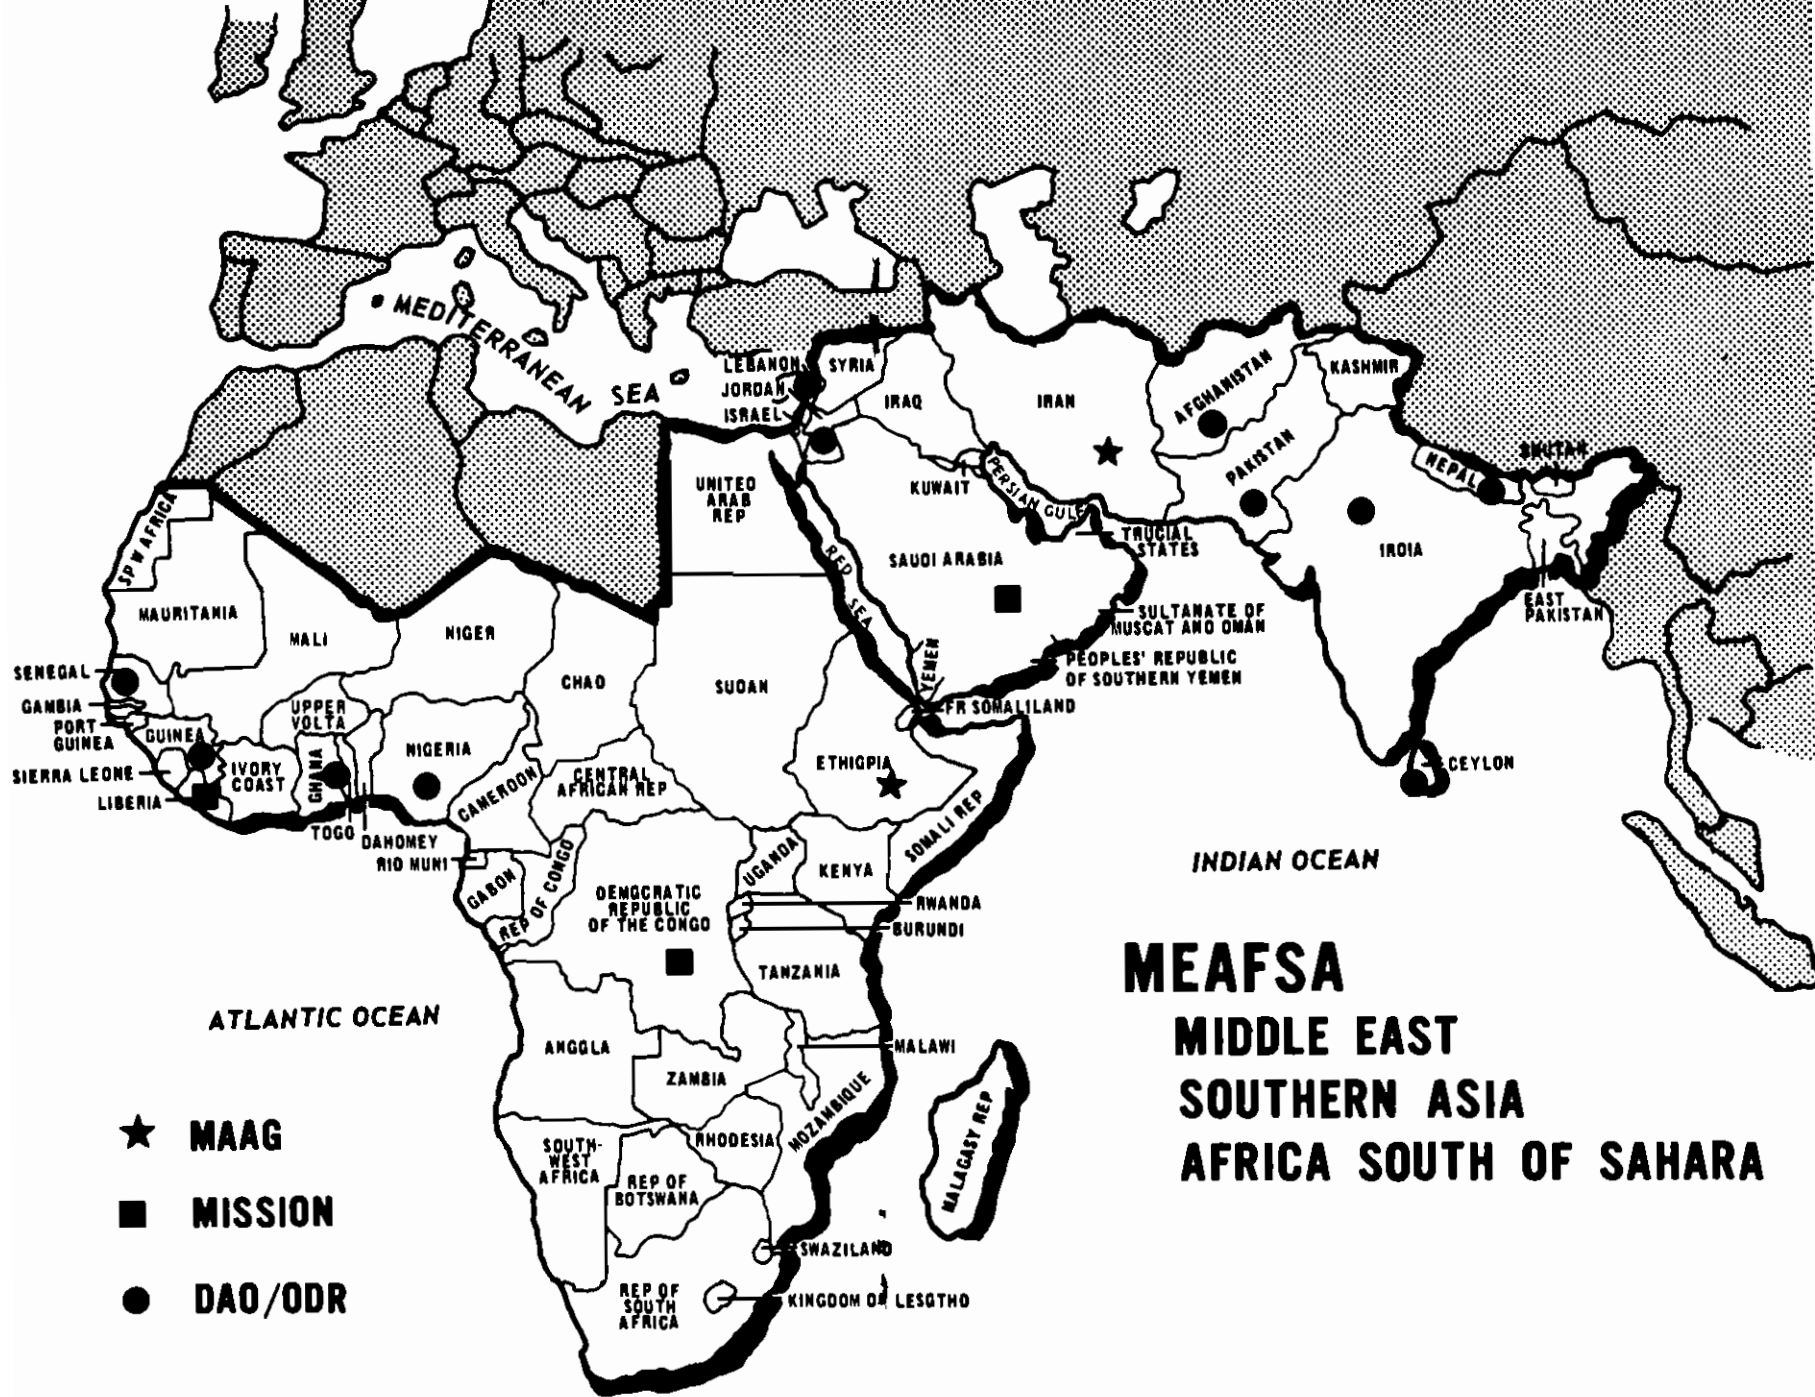 MEDITERRANEAN SEA
LEBANON
JORDAN
ISRAEL
SYRIA
IRAQ
IRAN
AFGHANISTAN
KASHMIR
PAKISTAN
NEPAL
BHUTAN
KUWAIT
PERSIAN GULF
UNITED
ARAB
REP
SP W AFRICA
RED SEA
SAUDI ARABIA
TRUCIAL
STATES
IRDIA
EAST
PAKISTAN
MAURITANIA
MALI
NIGER
CHAD
SUDAN
SULTANATE OF
MUSCAT AND OMAN
YEMEN
PEOPLES' REPUBLIC
OF SOUTHERN YEMEN
SENEGAL
GAMBIA
PORT
GUINEA
GUINEA
UPPER
VOLTA
FR SOMALILAND
SIERRA LEONE
LIBERIA
IVORY
COAST
GHANA
NIGERIA
ETHIOPIA
CEYLON
CAMEROON
CENTRAL
AFRICAN REP
SOMALI REP
TOGO
DAHOMEY
RIO MUNI
GABON
REP OF CONGO
DEMOCRATIC
REPUBLIC
OF THE CONGO
UGANDA
KENYA
INDIAN OCEAN
RWANDA
BURUNDI
TANZANIA
ATLANTIC OCEAN
ANGOLA
ZAMBIA
MALAWI
MOZAMBIQUE
MALAGASY REP
SOUTH-
WEST
AFRICA
RHODESIA
REP OF
BOTSWANA
SWAZILAND
REP OF
SOUTH
AFRICA
KINGDOM OF LESOTHO
MEAFSA
MIDDLE EAST
SOUTHERN ASIA
AFRICA SOUTH OF SAHARA
MAAG
MISSION
DAO/ODR